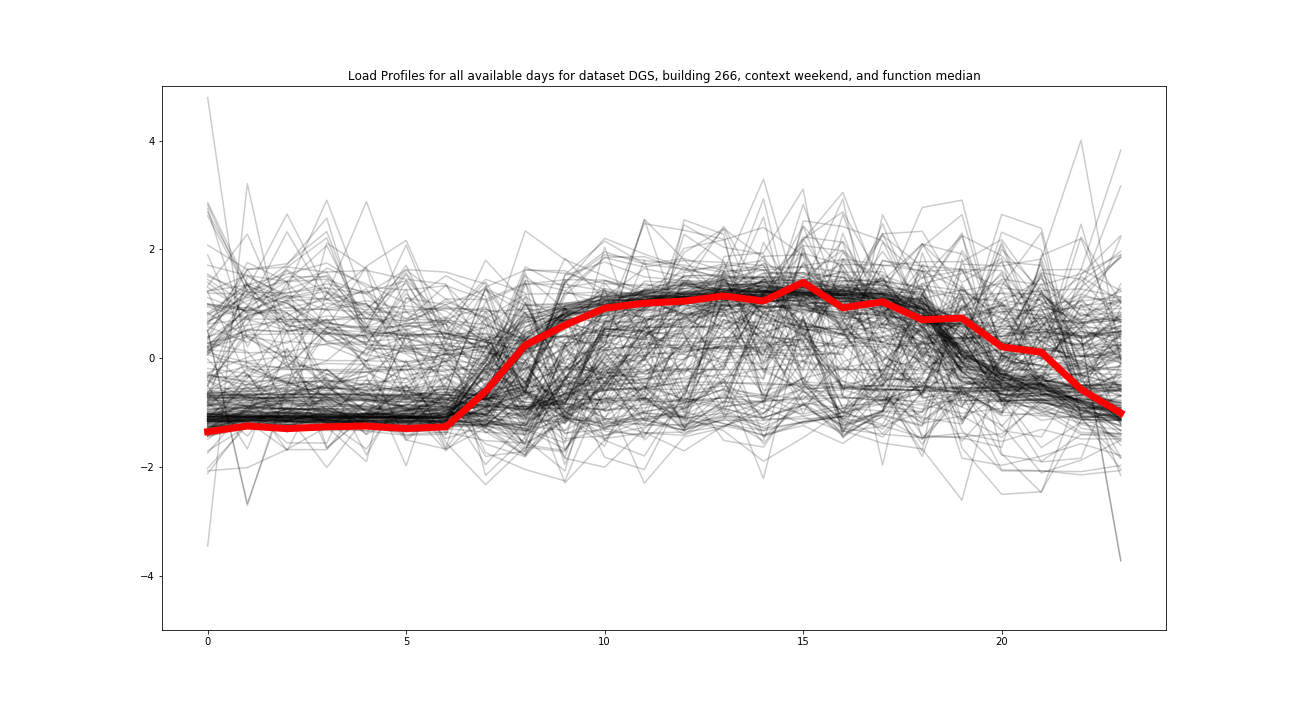 Load Profiles for all available days for dataset DGS, building 266, context weekend, and function median
4
2
0
−2
−4
0 5 10 15 20